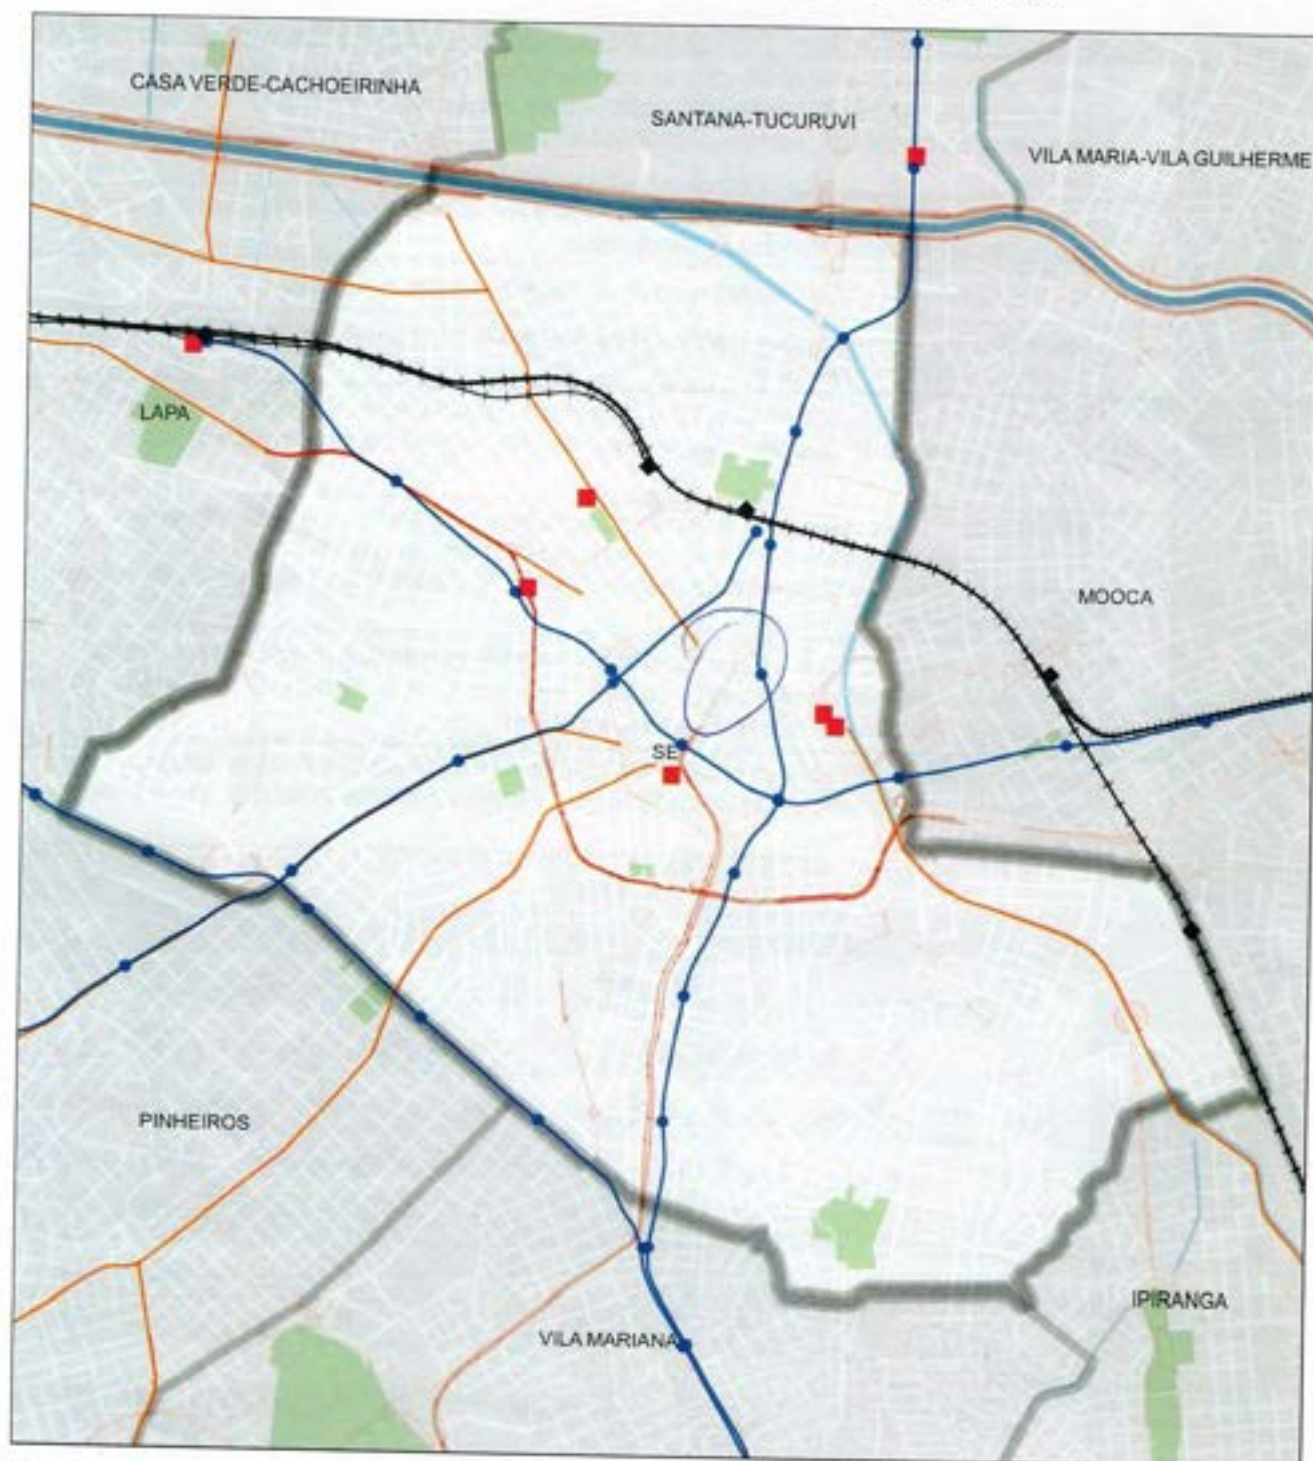 CASA VERDE-CACHOEIRINHA
SANTANA-TUCURUVI
VILA MARIA-VILA GUILHERME
LAPA
MOOCA
SE
PINHEIROS
IPIRANGA
VILA MARIANA